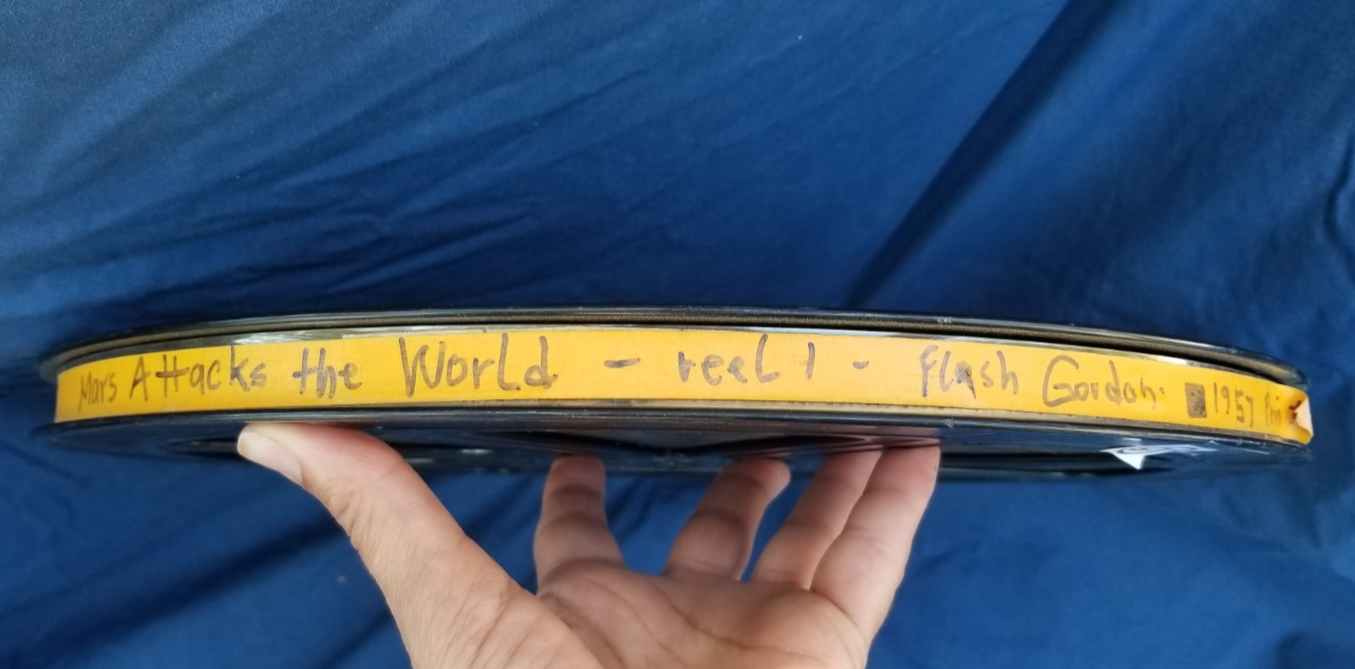 Mars Attacks the World - reel 1 - Flash Gordon 1957